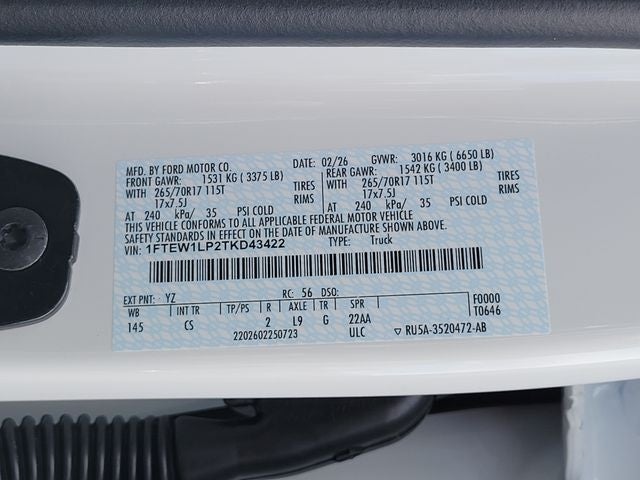 MFD. BY FORD MOTOR CO.
DATE: 02/26 GVWR: 3016 KG ( 6650 LB)
FRONT GAWR: 1531 KG ( 3375 LB) REAR GAWR: 1542 KG ( 3400 LB)
WITH 265/70R17 115T TIRES WITH 265/70R17 115T TIRES
17x7.5J RIMS 17x7.5J RIMS
AT 240 kPa/ 35 PSI COLD AT 240 kPa/ 35 PSI COLD
THIS VEHICLE CONFORMS TO ALL APPLICABLE FEDERAL MOTOR VEHICLE
SAFETY STANDARDS IN EFFECT ON THE DATE OF MANUFACTURE SHOWN ABOVE.
VIN: 1FTEW1LP2TKD43422 TYPE: Truck
EXT PNT: YZ RC: 56 DSO: F0000
WB INT TR TP/PS R AXLE TR SPR T0646
145 CS 2 L9 G 22AA
2202602250723 ULC ▽ RU5A-3520472-AB